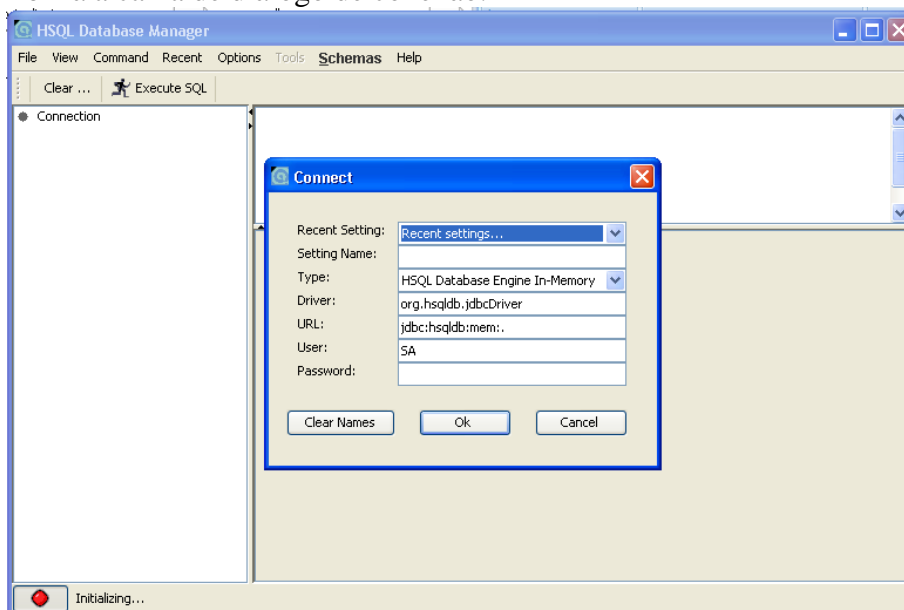 HSQL Database Manager
File View Command Recent Options Tools Schemas Help
Clear ... Execute SQL
Connection
Connect
Recent Setting: Recent settings...
Setting Name:
Type: HSQL Database Engine In-Memory
Driver: org.hsqldb.jdbcDriver
URL: jdbc:hsqldb:mem:.
User: SA
Password:
Clear Names Ok Cancel
Initializing...